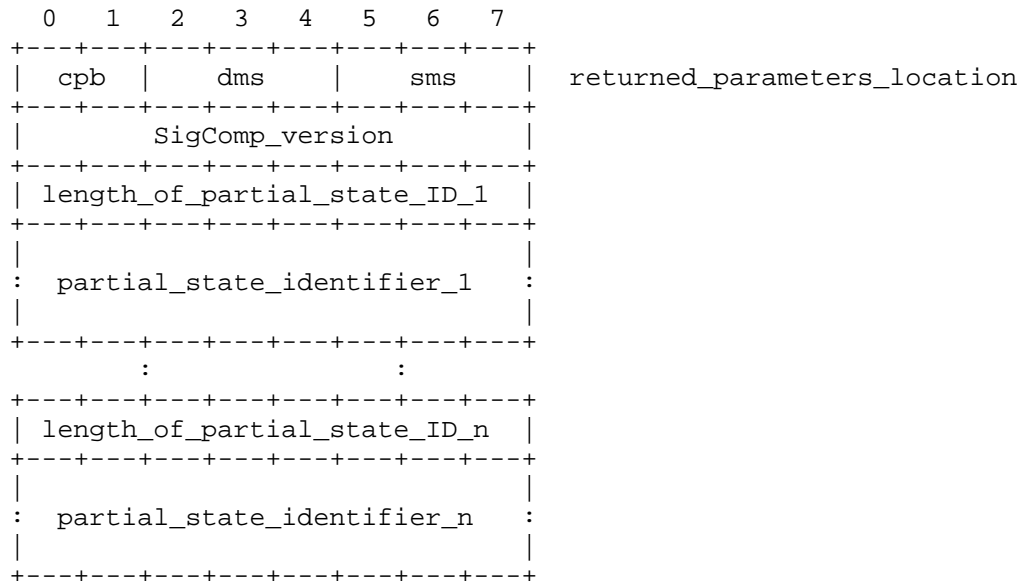 0   1   2   3   4   5   6   7
+---+---+---+---+---+---+---+---+
|  cpb  |    dms    |    sms    |  returned_parameters_location
+---+---+---+---+---+---+---+---+
|        SigComp_version        |
+---+---+---+---+---+---+---+---+
| length_of_partial_state_ID_1  |
+---+---+---+---+---+---+---+---+
|                               |
:  partial_state_identifier_1   :
|                               |
+---+---+---+---+---+---+---+---+
        :               :
+---+---+---+---+---+---+---+---+
| length_of_partial_state_ID_n  |
+---+---+---+---+---+---+---+---+
|                               |
:  partial_state_identifier_n   :
|                               |
+---+---+---+---+---+---+---+---+